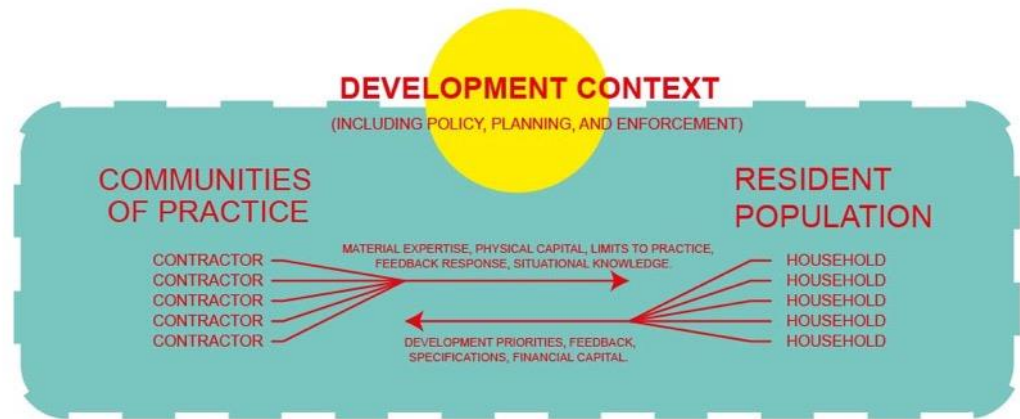 DEVELOPMENT CONTEXT
(INCLUDING POLICY, PLANNING, AND ENFORCEMENT)
COMMUNITIES
OF PRACTICE
RESIDENT
POPULATION
MATERIAL EXPERTISE, PHYSICAL CAPITAL, LIMITS TO PRACTICE,
FEEDBACK RESPONSE, SITUATIONAL KNOWLEDGE.
CONTRACTOR
CONTRACTOR
CONTRACTOR
CONTRACTOR
CONTRACTOR
HOUSEHOLD
HOUSEHOLD
HOUSEHOLD
HOUSEHOLD
HOUSEHOLD
DEVELOPMENT PRIORITIES, FEEDBACK,
SPECIFICATIONS, FINANCIAL CAPITAL.